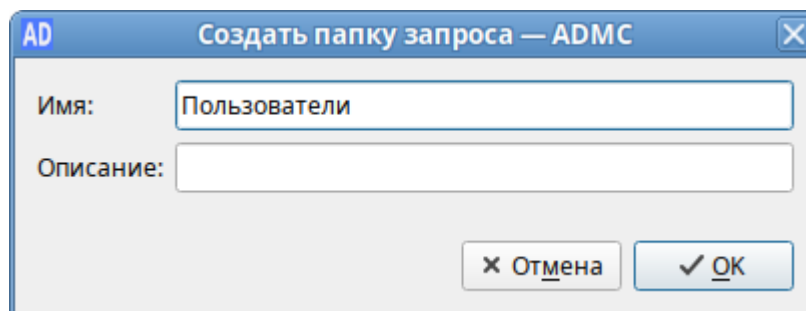 AD Создать папку запроса — ADMC
Имя: Пользователи
Описание:
Отмена OK